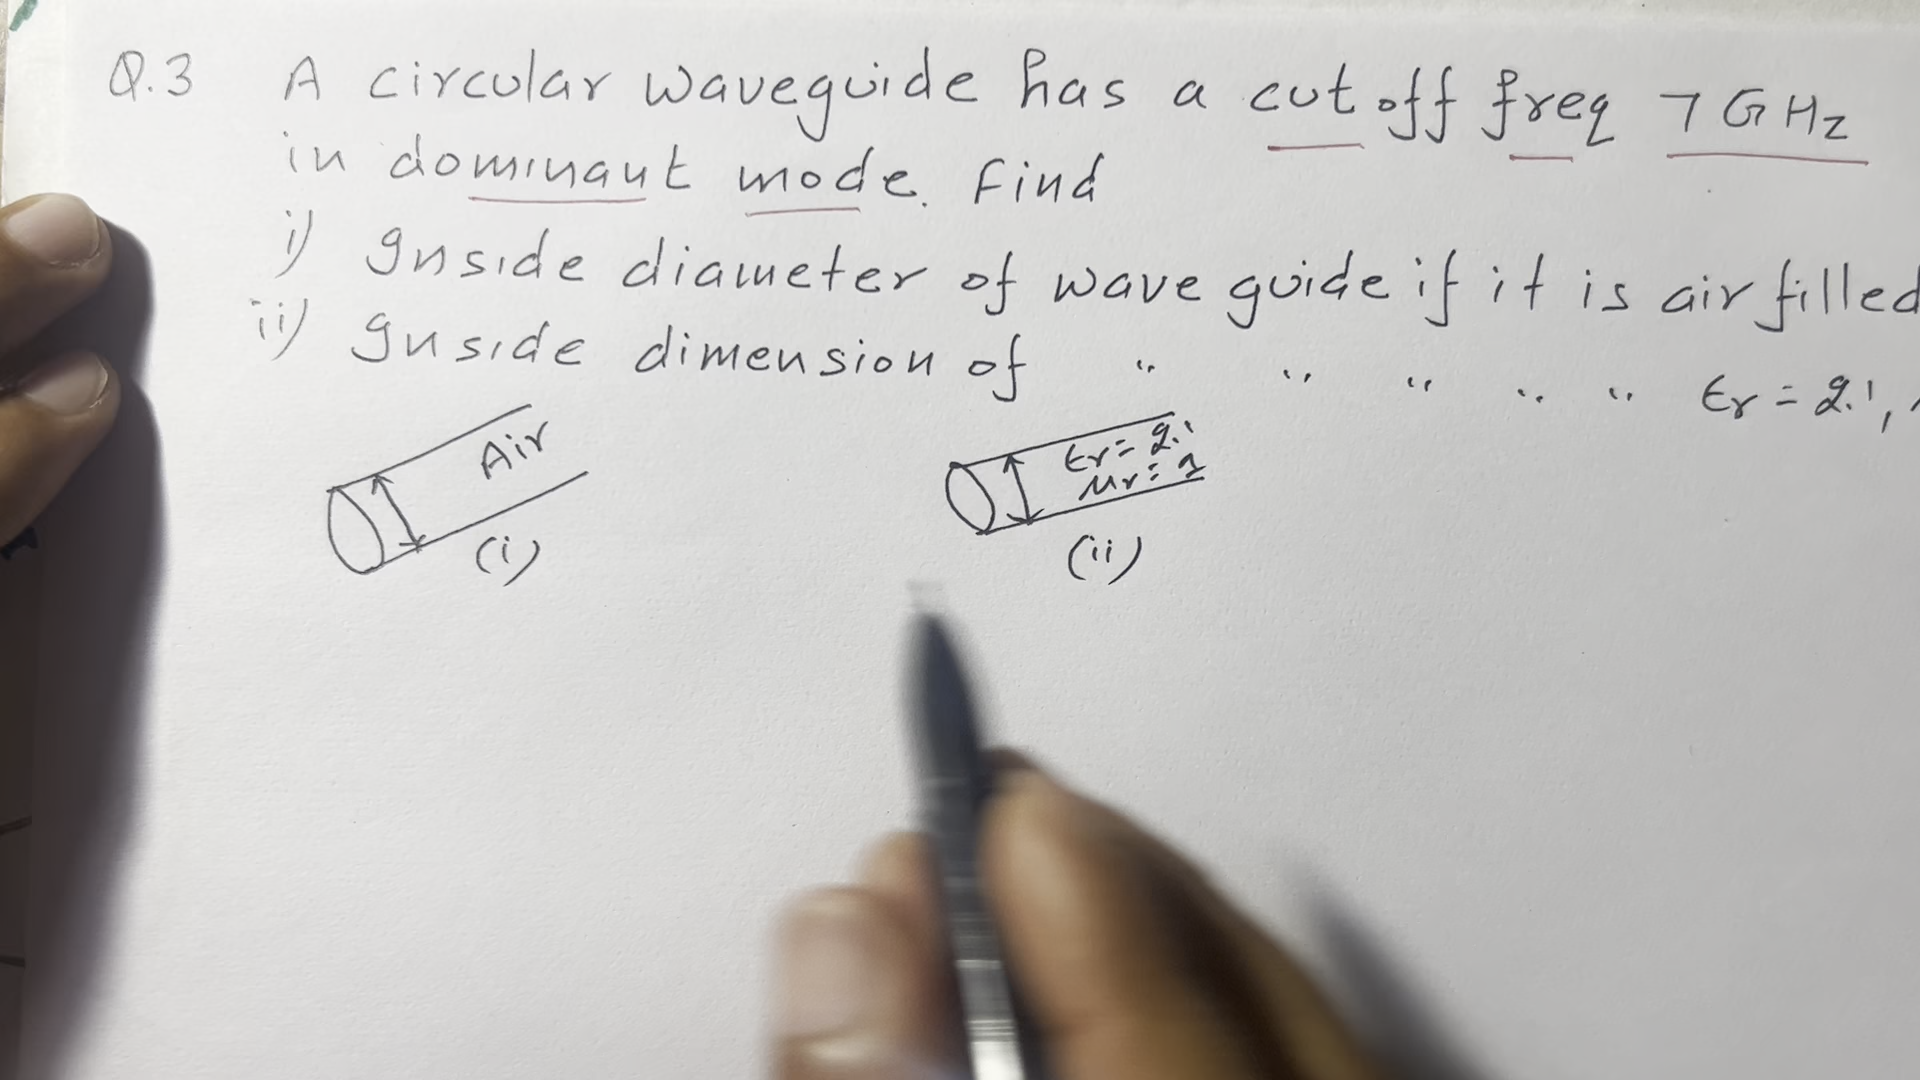 Q.3 A circular waveguide has a cut off freq 7 GHz
in dominant mode. Find
i) Inside diameter of wave guide if it is air filled
ii) Inside dimension of " " " " " εr = 2.1,
Air
εr = 2.1
μr = 1
(i)
(ii)